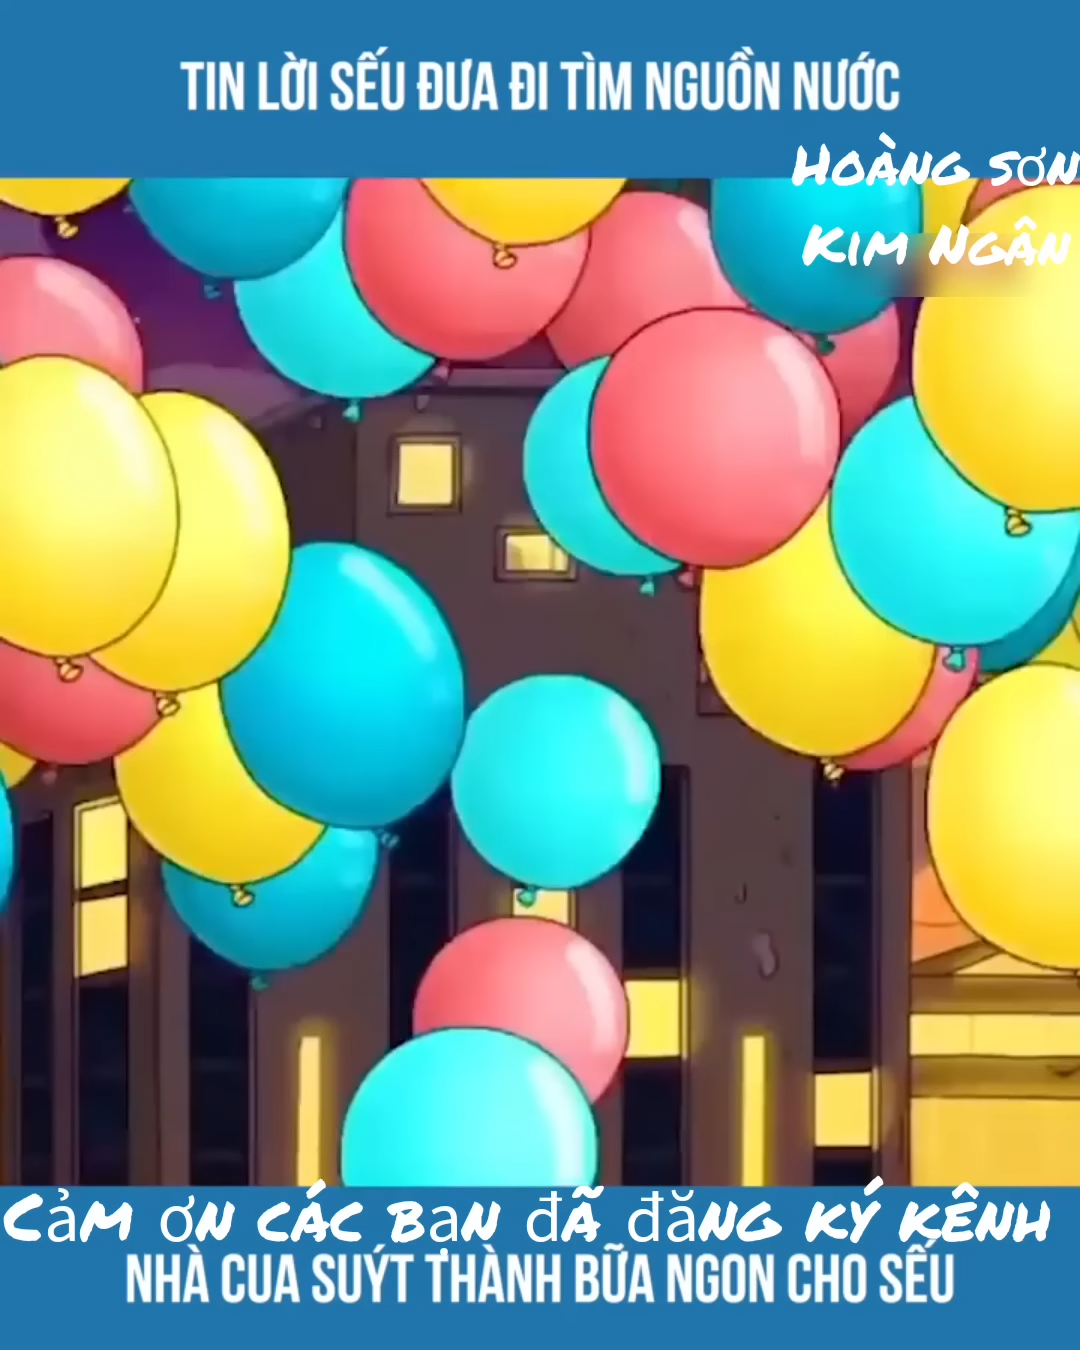 TIN LỜI SẾU ĐƯA ĐI TÌM NGUỒN NƯỚC
Hoàng sơn
Kim Ngân
Cảm ơn các bạn đã đăng ký kênh
NHÀ CUA SUÝT THÀNH BỮA NGON CHO SẾU